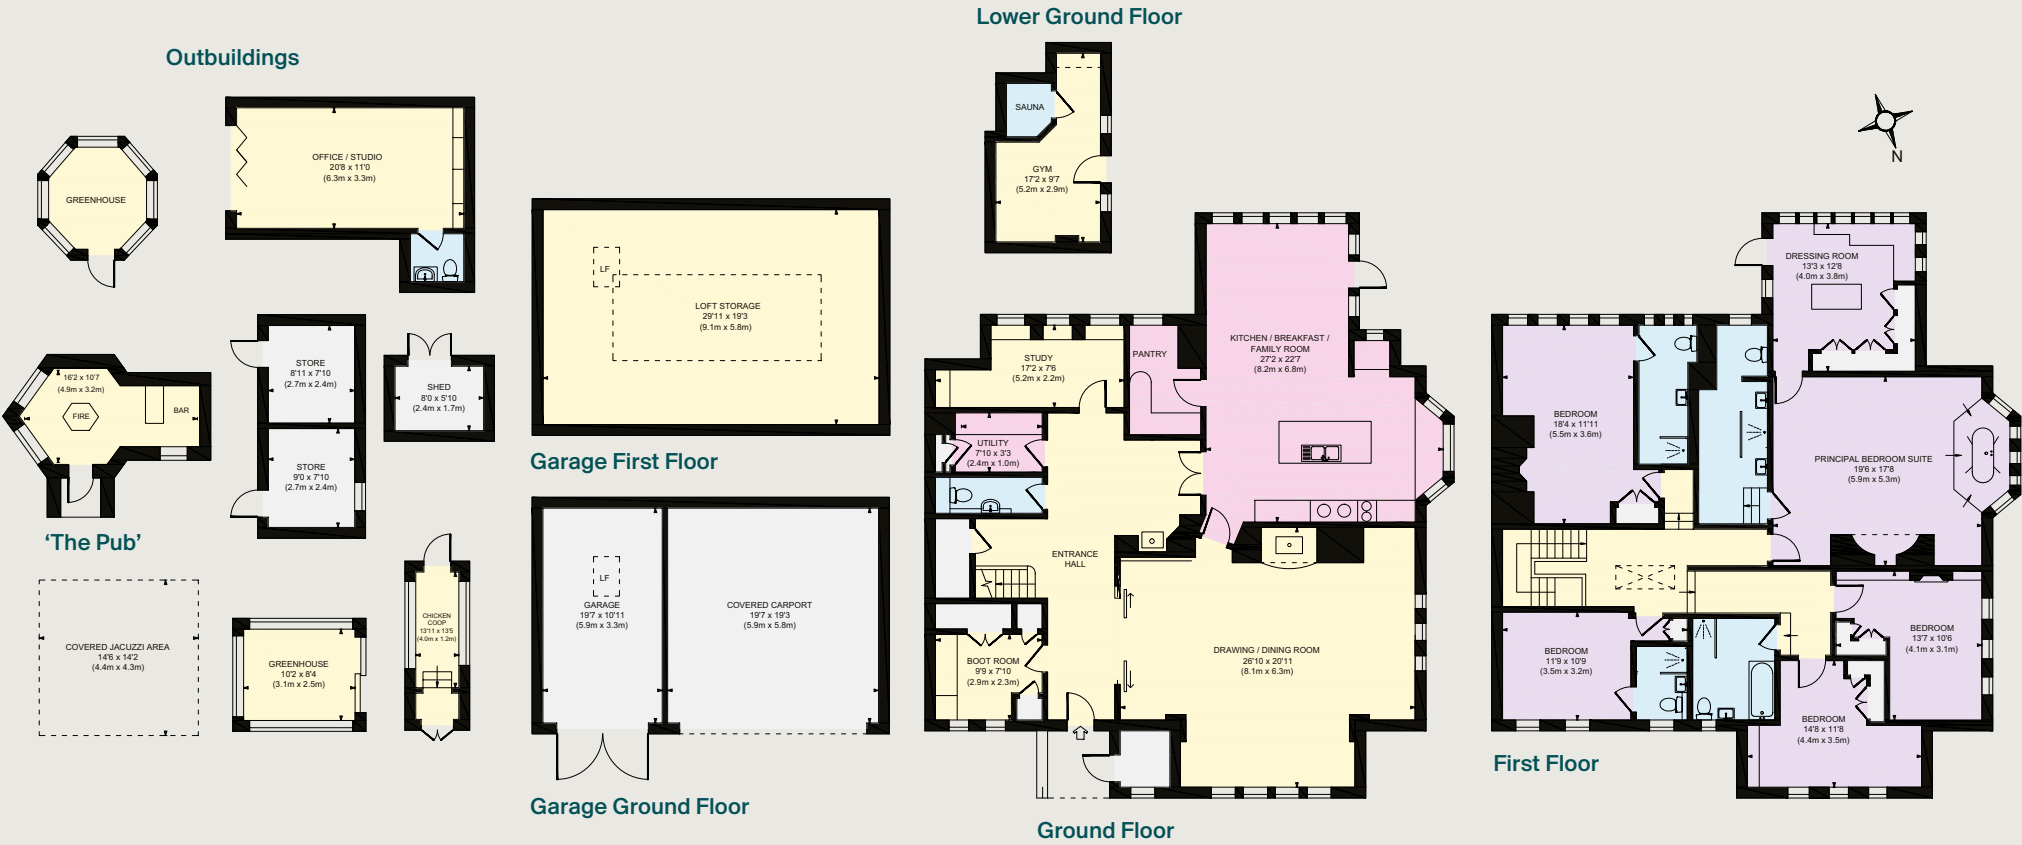 Lower Ground Floor
Outbuildings
SAUNA
GYM
17'2 x 9'7
(5.2m x 2.9m)
N
OFFICE / STUDIO
20'8 x 11'0
(6.3m x 3.3m)
GREENHOUSE
LF
LOFT STORAGE
29'11 x 19'3
(9.1m x 5.8m)
Garage First Floor
STORE
8'11 x 7'10
(2.7m x 2.4m)
SHED
8'0 x 5'10
(2.4m x 1.7m)
16'2 x 10'7
(4.9m x 3.2m)
FIRE
BAR
STORE
9'0 x 7'10
(2.7m x 2.4m)
'The Pub'
COVERED JACUZZI AREA
14'6 x 14'2
(4.4m x 4.3m)
GREENHOUSE
10'2 x 8'4
(3.1m x 2.5m)
CHICKEN
COOP
13'11 x 13'5
(4.0m x 1.2m)
LF
GARAGE
19'7 x 10'11
(5.9m x 3.3m)
COVERED CARPORT
19'7 x 19'3
(5.9m x 5.8m)
Garage Ground Floor
STUDY
17'2 x 7'6
(5.2m x 2.2m)
PANTRY
KITCHEN / BREAKFAST /
FAMILY ROOM
27'2 x 22'7
(8.2m x 6.8m)
UTILITY
7'10 x 3'3
(2.4m x 1.0m)
ENTRANCE
HALL
BOOT ROOM
9'9 x 7'10
(2.9m x 2.3m)
DRAWING / DINING ROOM
26'10 x 20'11
(8.1m x 6.3m)
Ground Floor
DRESSING ROOM
13'3 x 12'8
(4.0m x 3.8m)
BEDROOM
18'4 x 11'11
(5.5m x 3.6m)
PRINCIPAL BEDROOM SUITE
19'6 x 17'8
(5.9m x 5.3m)
BEDROOM
13'7 x 10'6
(4.1m x 3.1m)
BEDROOM
11'9 x 10'9
(3.5m x 3.2m)
BEDROOM
14'8 x 11'8
(4.4m x 3.5m)
First Floor